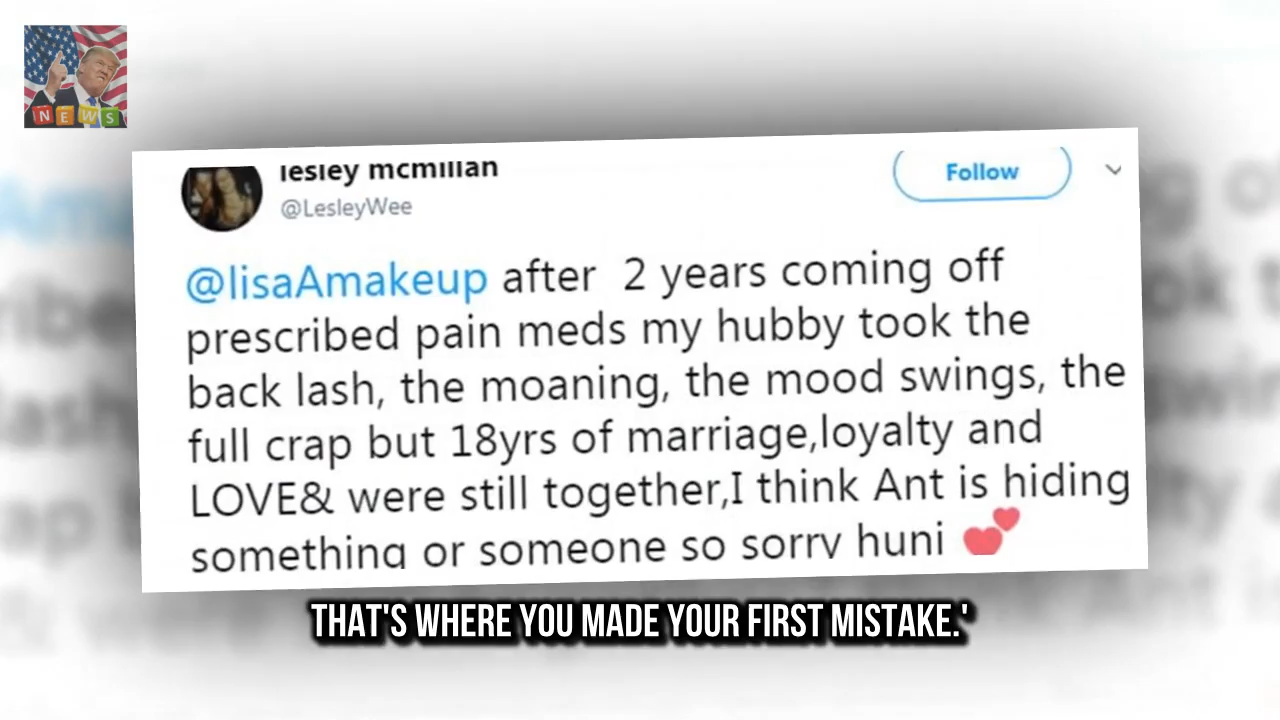 NEWS
lesley mcmillan
@LesleyWee
Follow
@lisaAmakeup after 2 years coming off
prescribed pain meds my hubby took the
back lash, the moaning, the mood swings, the
full crap but 18yrs of marriage,loyalty and
LOVE& were still together,I think Ant is hiding
something or someone so sorry huni 💕
THAT'S WHERE YOU MADE YOUR FIRST MISTAKE.'